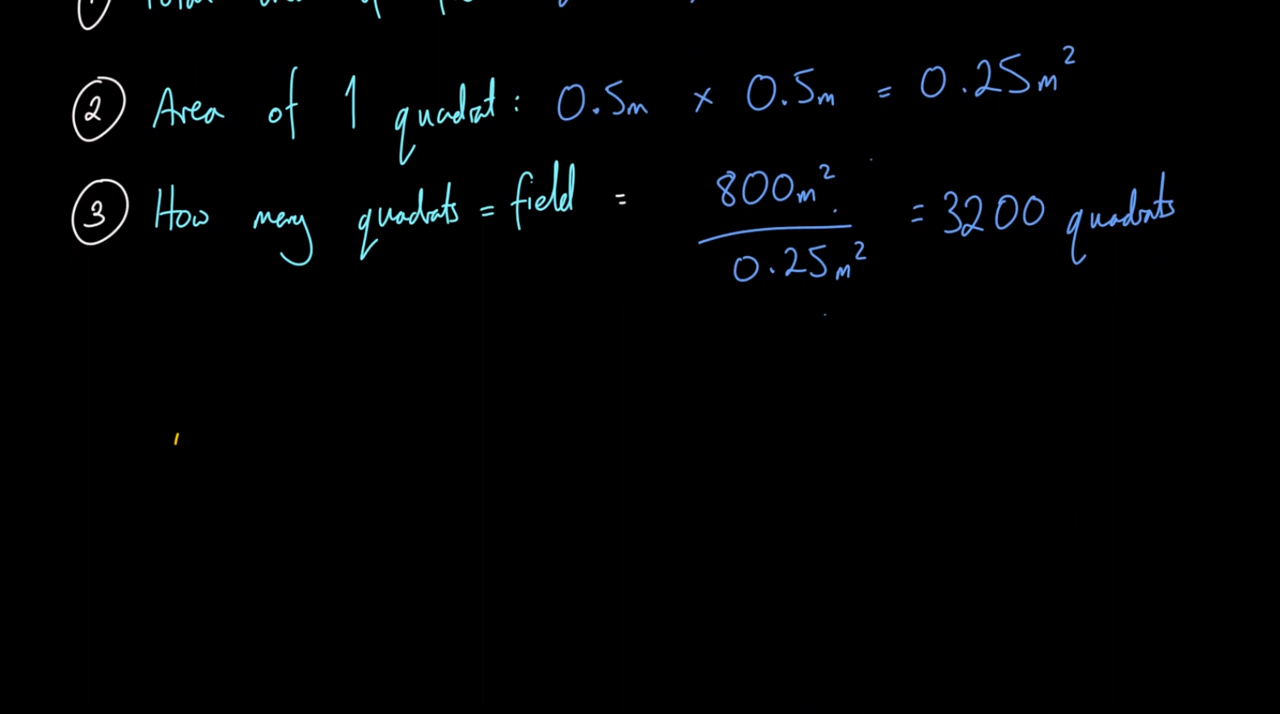 ② Area of 1 quadrat: 0.5m × 0.5m = 0.25m²
③ How many quadrats = field = 800m² / 0.25m² = 3200 quadrats